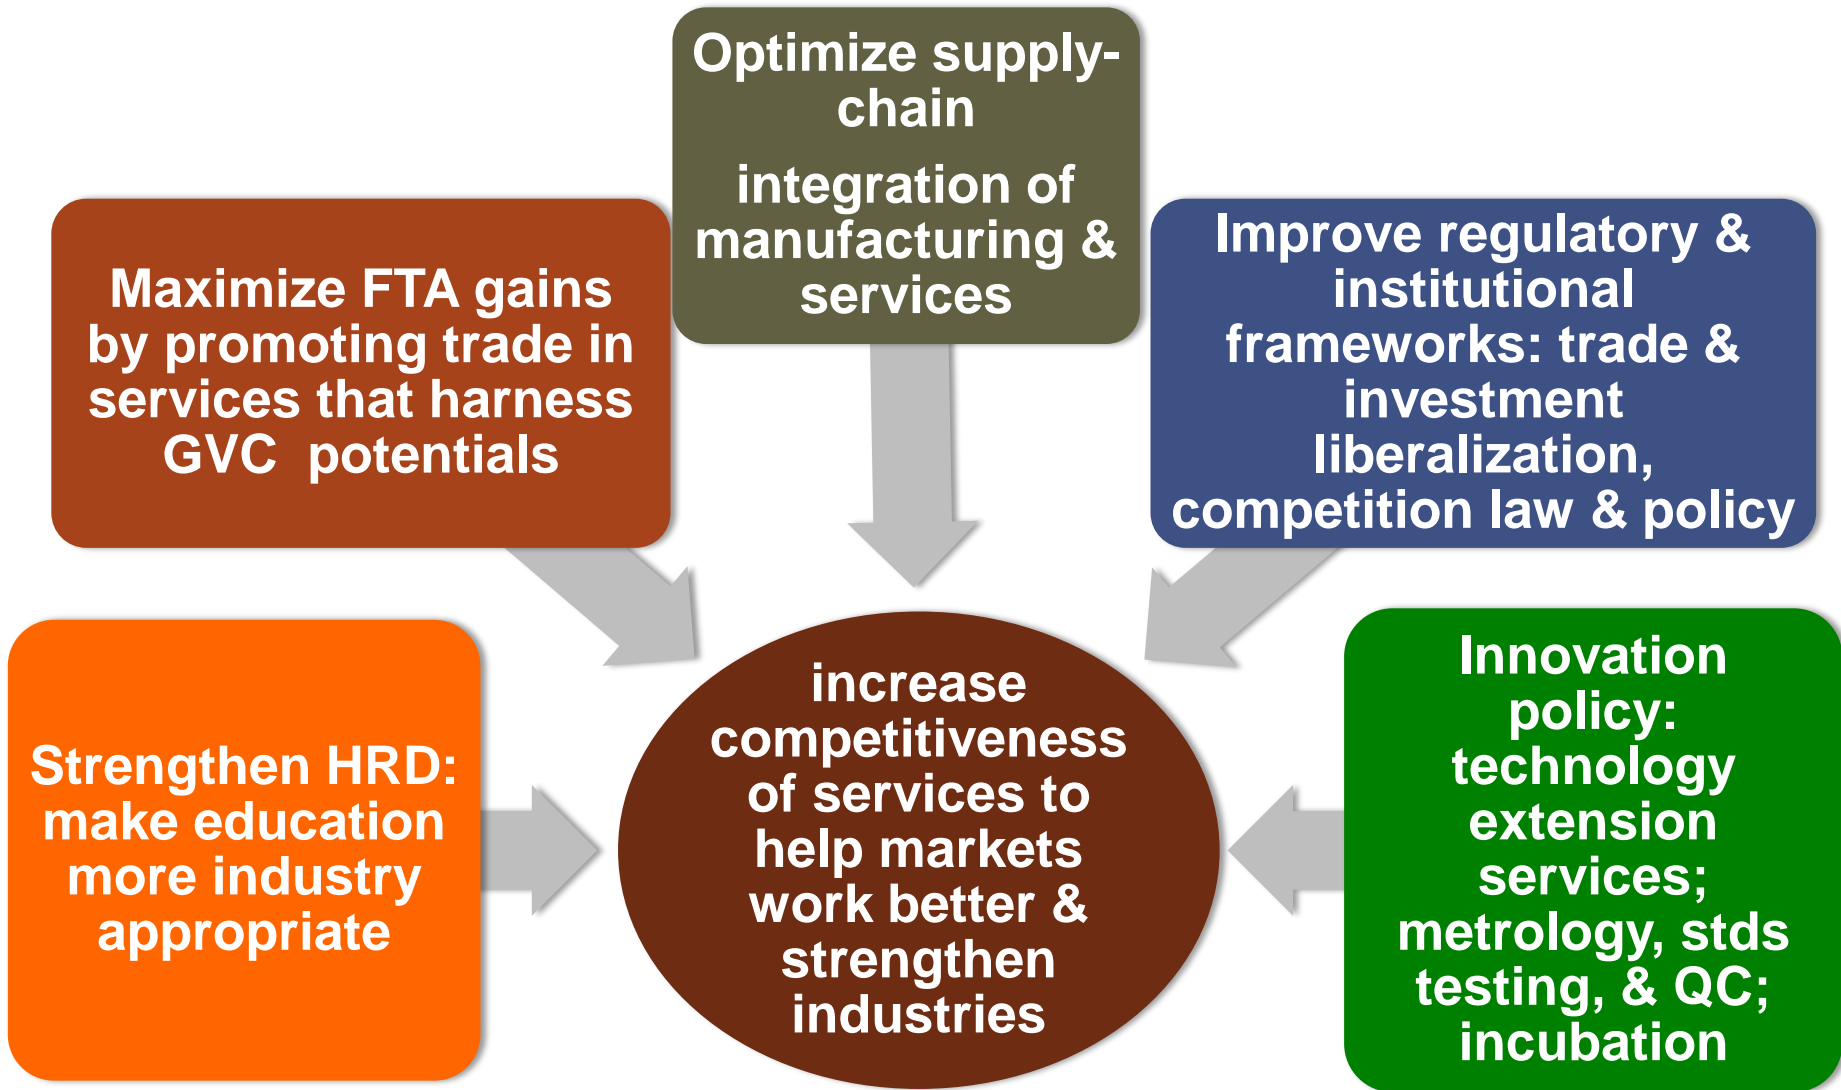 Optimize supply-
chain
integration of
manufacturing &
services
Maximize FTA gains
by promoting trade in
services that harness
GVC  potentials
Improve regulatory &
institutional
frameworks: trade &
investment
liberalization,
competition law & policy
Strengthen HRD:
make education
more industry
appropriate
increase
competitiveness
of services to
help markets
work better &
strengthen
industries
Innovation
policy:
technology
extension
services;
metrology, stds
testing, & QC;
incubation